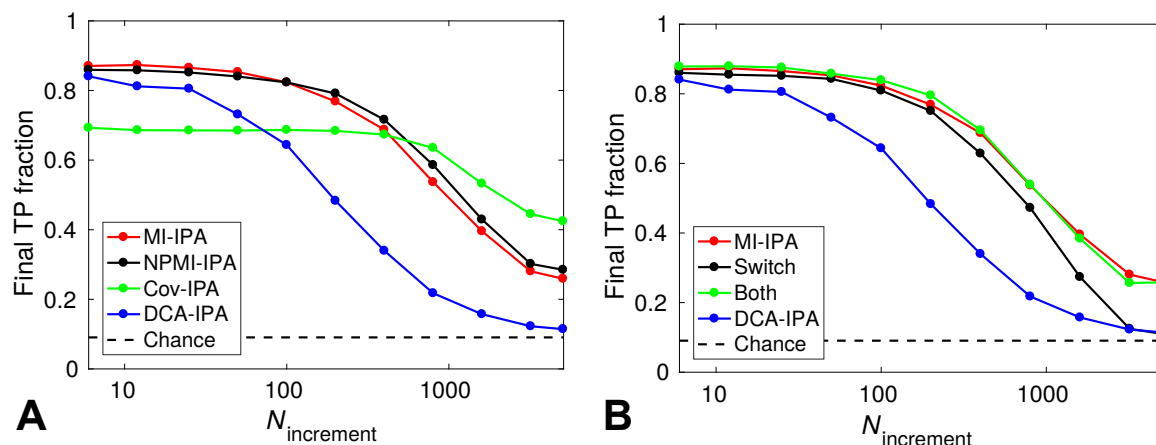 1
0.8
0.6
0.4
0.2
0
Final TP fraction
MI-IPA
NPMI-IPA
Cov-IPA
DCA-IPA
Chance
10
100
1000
N increment
A
1
0.8
0.6
0.4
0.2
0
Final TP fraction
MI-IPA
Switch
Both
DCA-IPA
Chance
10
100
1000
N increment
B